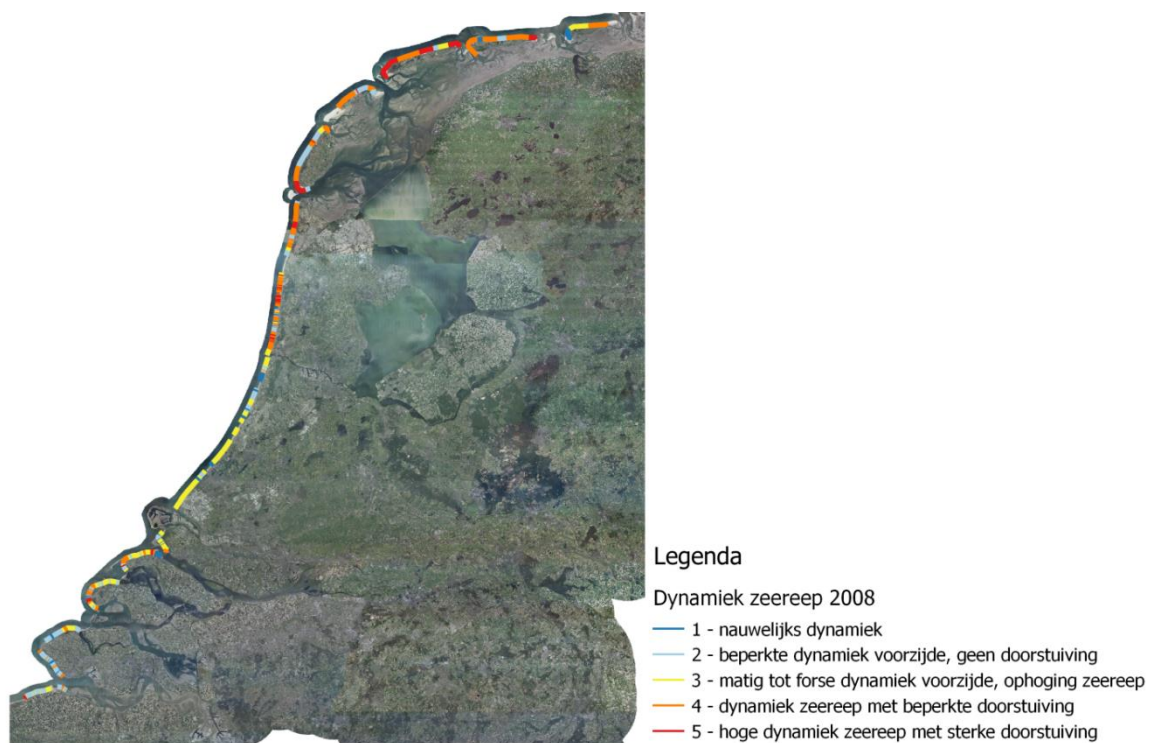 Legenda
Dynamiek zeereep 2008
1 - nauwelijks dynamiek
2 - beperkte dynamiek voorzijde, geen doorstuiving
3 - matig tot forse dynamiek voorzijde, ophoging zeereep
4 - dynamiek zeereep met beperkte doorstuiving
5 - hoge dynamiek zeereep met sterke doorstuiving